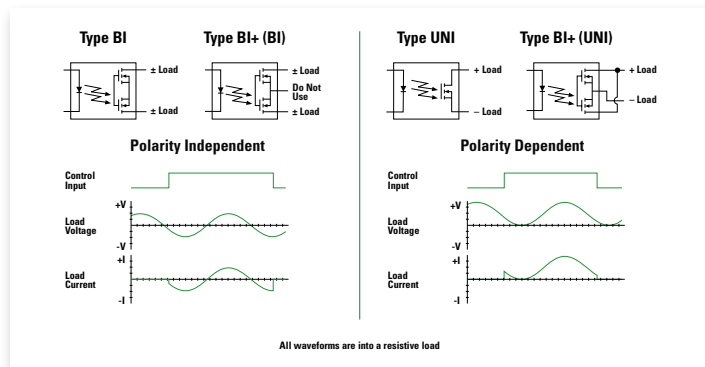 Type BI
Type BI+ (BI)
± Load
± Load
± Load
Do Not
Use
± Load
Polarity Independent
Control
Input
+V
Load
Voltage
-V
+I
Load
Current
-I
Type UNI
Type BI+ (UNI)
+ Load
– Load
+ Load
– Load
Polarity Dependent
Control
Input
+V
Load
Voltage
-V
+I
Load
Current
-I
All waveforms are into a resistive load